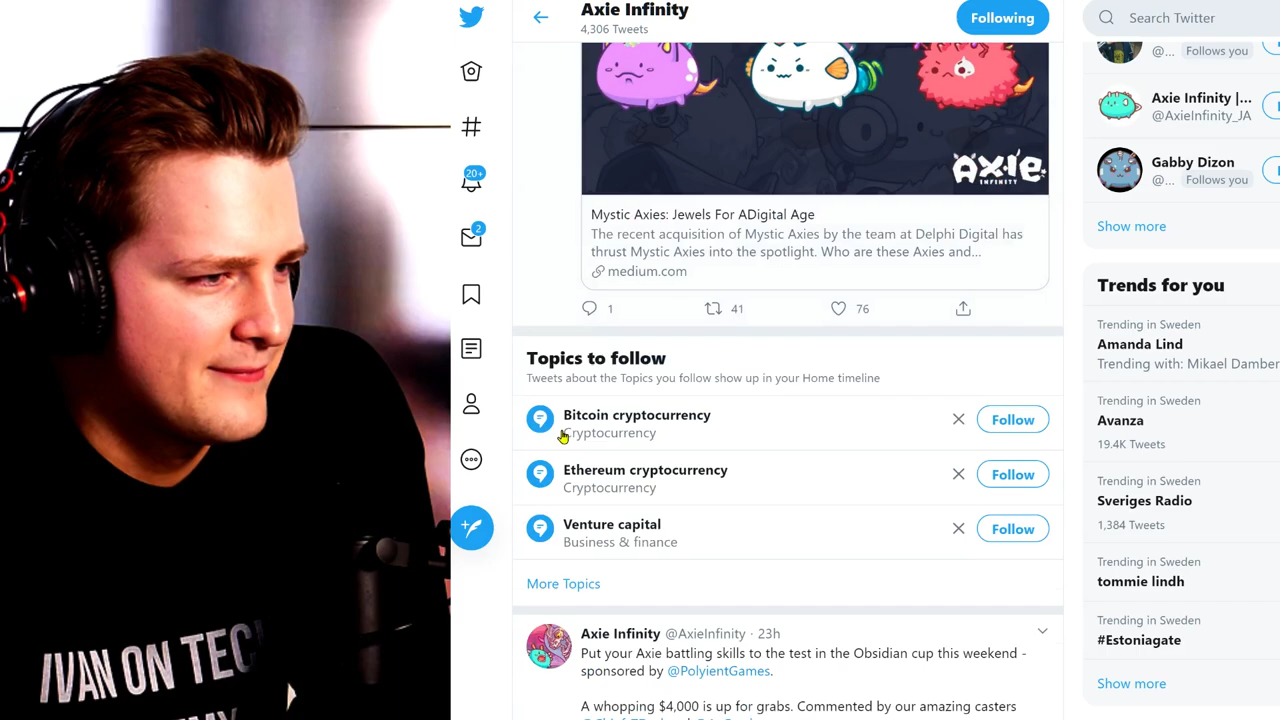 Axie Infinity
4,306 Tweets
Following
Search Twitter
20+
2
AXIE
INFINITY
Mystic Axies: Jewels For ADigital Age
The recent acquisition of Mystic Axies by the team at Delphi Digital has
thrust Mystic Axies into the spotlight. Who are these Axies and...
medium.com
1
41
76
Topics to follow
Tweets about the Topics you follow show up in your Home timeline
Bitcoin cryptocurrency
Cryptocurrency
Follow
Ethereum cryptocurrency
Cryptocurrency
Follow
Venture capital
Business & finance
Follow
More Topics
Axie Infinity @AxieInfinity · 23h
Put your Axie battling skills to the test in the Obsidian cup this weekend -
sponsored by @PolyientGames.
A whopping $4,000 is up for grabs. Commented by our amazing casters
@... Follows you
Axie Infinity |...
@AxieInfinity_JA
Gabby Dizon
@... Follows you
Show more
Trends for you
Trending in Sweden
Amanda Lind
Trending with: Mikael Damber
Trending in Sweden
Avanza
19.4K Tweets
Trending in Sweden
Sveriges Radio
1,384 Tweets
Trending in Sweden
tommie lindh
Trending in Sweden
#Estoniagate
Show more
IVAN ON TEC